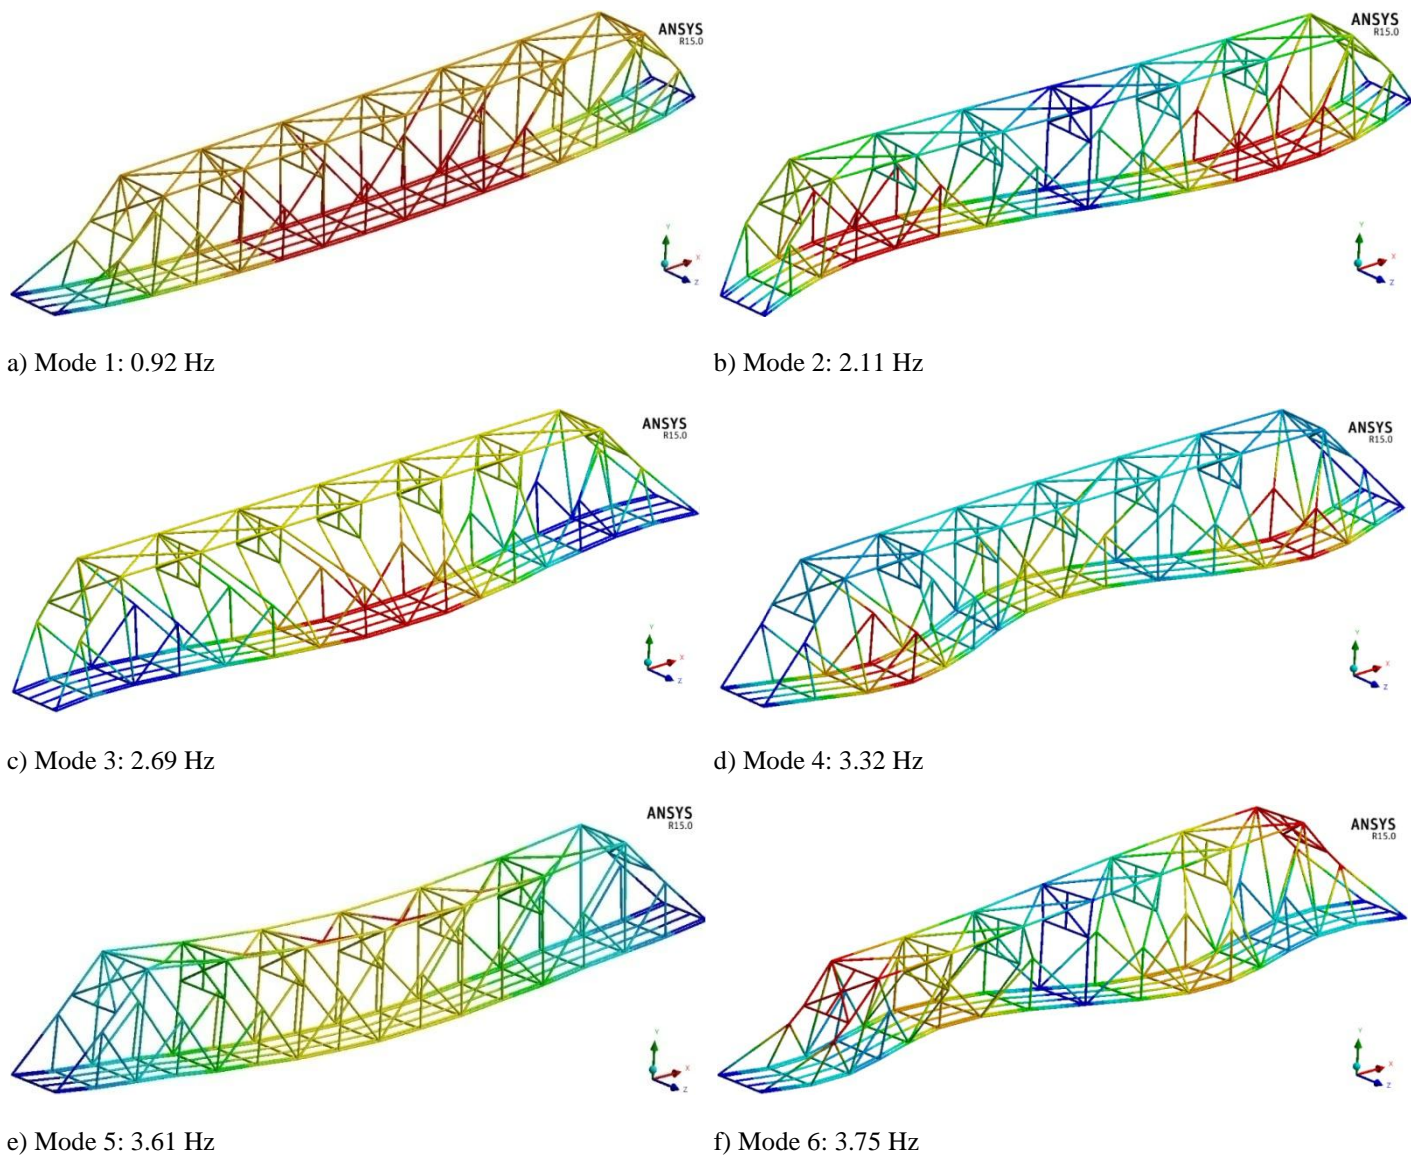 ANSYS
R15.0
Y
X
Z
a) Mode 1: 0.92 Hz
ANSYS
R15.0
Y
X
Z
b) Mode 2: 2.11 Hz
ANSYS
R15.0
Y
X
Z
c) Mode 3: 2.69 Hz
ANSYS
R15.0
Y
X
Z
d) Mode 4: 3.32 Hz
ANSYS
R15.0
Y
X
Z
e) Mode 5: 3.61 Hz
ANSYS
R15.0
Y
X
Z
f) Mode 6: 3.75 Hz